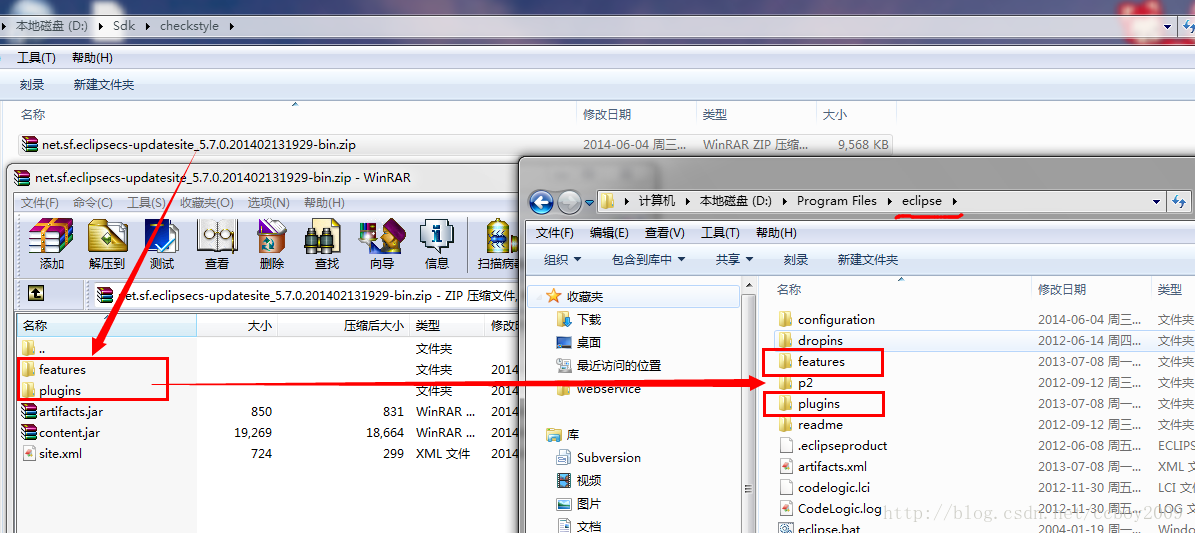 本地磁盘 (D:) ▸ Sdk ▸ checkstyle ▸
工具(T) 帮助(H)
刻录 新建文件夹
名称 修改日期 类型 大小
net.sf.eclipsecs-updatesite_5.7.0.201402131929-bin.zip 2014-06-04 周三... WinRAR ZIP 压缩... 9,568 KB
net.sf.eclipsecs-updatesite_5.7.0.201402131929-bin.zip - WinRAR
文件(F) 命令(C) 工具(S) 收藏夹(O) 选项(N) 帮助(H)
添加 解压到 测试 查看 删除 查找 向导 信息 扫描病毒
net.sf.eclipsecs-updatesite_5.7.0.201402131929-bin.zip - ZIP 压缩文件,
名称 大小 压缩后大小 类型 修改时
.. 文件夹
features 文件夹 2014
plugins 文件夹 2014
artifacts.jar 850 831 WinRAR ... 2014
content.jar 19,269 18,664 WinRAR ... 2014
site.xml 724 299 XML 文件 2014
计算机 ▸ 本地磁盘 (D:) ▸ Program Files ▸ eclipse ▸
文件(F) 编辑(E) 查看(V) 工具(T) 帮助(H)
组织 包含到库中 共享 刻录 新建文件夹
收藏夹
下载
桌面
最近访问的位置
webservice
库
Subversion
视频
图片
文档
名称 修改日期 类型
configuration 2014-06-04 周三... 文件夹
dropins 2012-06-14 周四... 文件夹
features 2013-07-08 周一... 文件夹
p2 2012-09-12 周三... 文件夹
plugins 2013-07-08 周一... 文件夹
readme 2012-09-12 周三... 文件夹
.eclipseproduct 2012-06-08 周五... ECLIPS
artifacts.xml 2013-07-08 周一... XML 文
codelogic.lci 2012-11-30 周五... LCI 文
CodeLogic.log 2012-11-30 周五... LOG 文
eclipse.bat 2004-01-19 周一... Windo